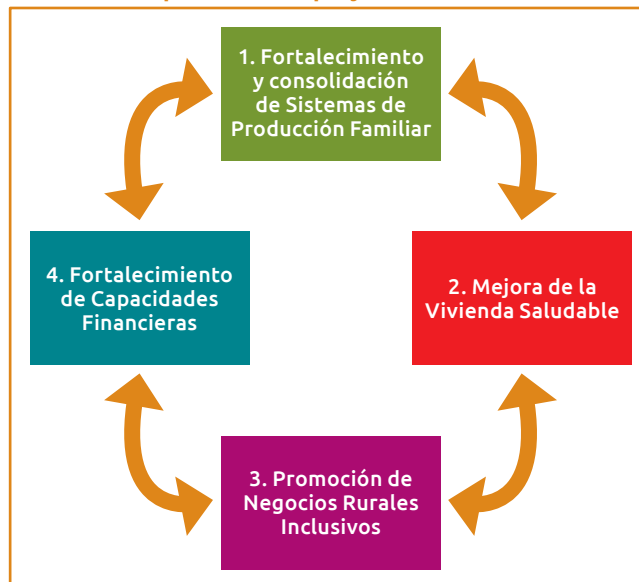 1. Fortalecimiento
y consolidación
de Sistemas de
Producción Familiar
4. Fortalecimiento
de Capacidades
Financieras
2. Mejora de la
Vivienda Saludable
3. Promoción de
Negocios Rurales
Inclusivos